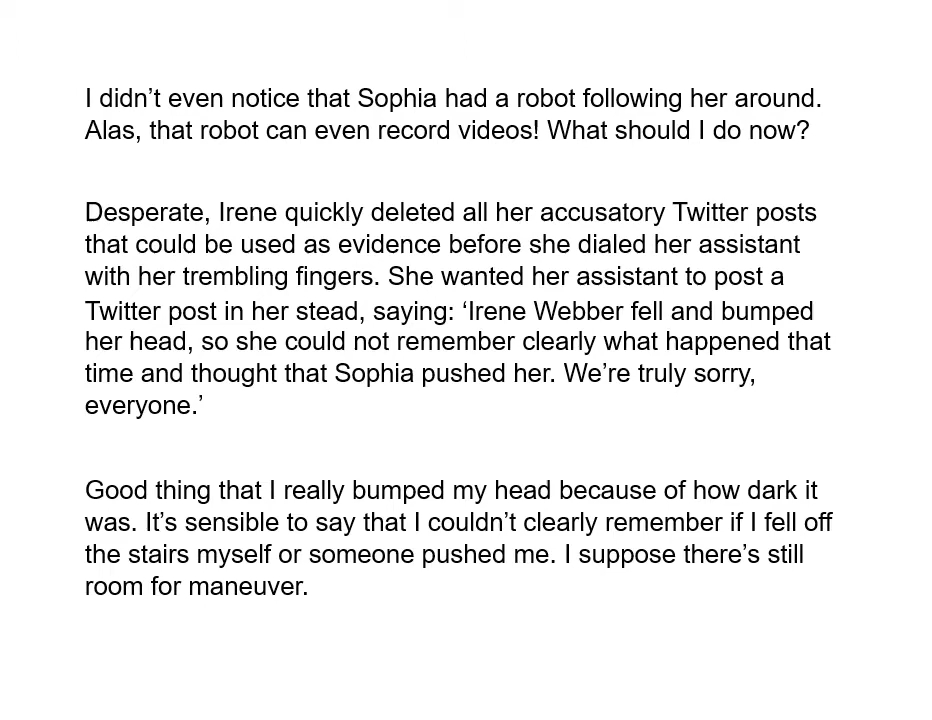 I didn’t even notice that Sophia had a robot following her around.
Alas, that robot can even record videos! What should I do now?
Desperate, Irene quickly deleted all her accusatory Twitter posts
that could be used as evidence before she dialed her assistant
with her trembling fingers. She wanted her assistant to post a
Twitter post in her stead, saying: ‘Irene Webber fell and bumped
her head, so she could not remember clearly what happened that
time and thought that Sophia pushed her. We’re truly sorry,
everyone.’
Good thing that I really bumped my head because of how dark it
was. It’s sensible to say that I couldn’t clearly remember if I fell off
the stairs myself or someone pushed me. I suppose there’s still
room for maneuver.